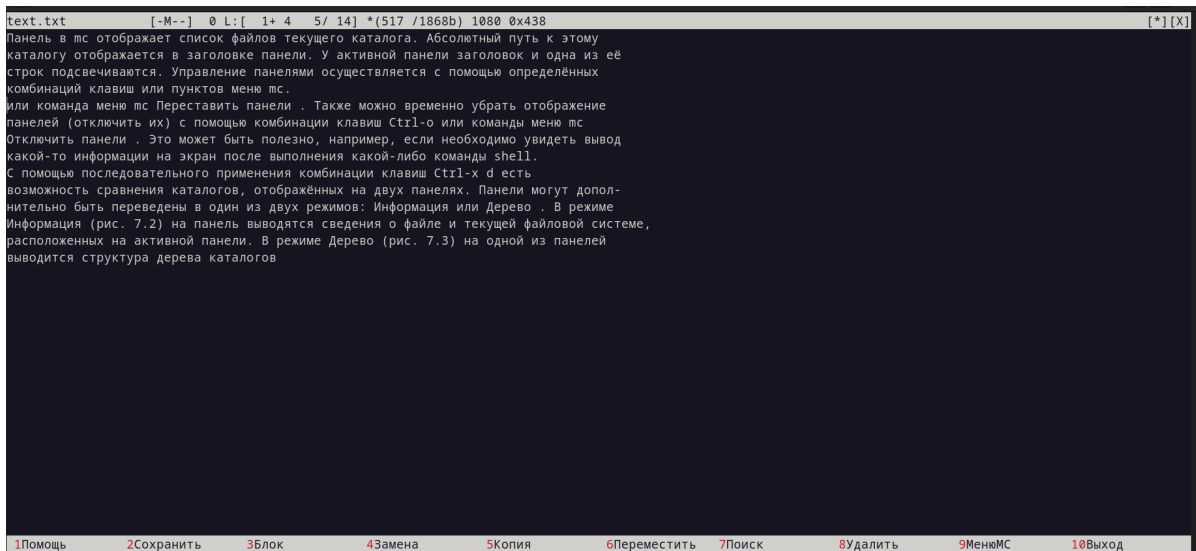 text.txt [-M--] 0 L:[ 1+ 4 5/ 14] *(517 /1868b) 1080 0x438 [*][X]
Панель в mc отображает список файлов текущего каталога. Абсолютный путь к этому
каталогу отображается в заголовке панели. У активной панели заголовок и одна из её
строк подсвечиваются. Управление панелями осуществляется с помощью определённых
комбинаций клавиш или пунктов меню mc.
или команда меню mc Переставить панели . Также можно временно убрать отображение
панелей (отключить их) с помощью комбинации клавиш Ctrl-o или команды меню mc
Отключить панели . Это может быть полезно, например, если необходимо увидеть вывод
какой-то информации на экран после выполнения какой-либо команды shell.
С помощью последовательного применения комбинации клавиш Ctrl-x d есть
возможность сравнения каталогов, отображённых на двух панелях. Панели могут допол-
нительно быть переведены в один из двух режимов: Информация или Дерево . В режиме
Информация (рис. 7.2) на панель выводятся сведения о файле и текущей файловой системе,
расположенных на активной панели. В режиме Дерево (рис. 7.3) на одной из панелей
выводится структура дерева каталогов
1Помощь 2Сохранить 3Блок 4Замена 5Копия 6Переместить 7Поиск 8Удалить 9МенюМС 10Выход